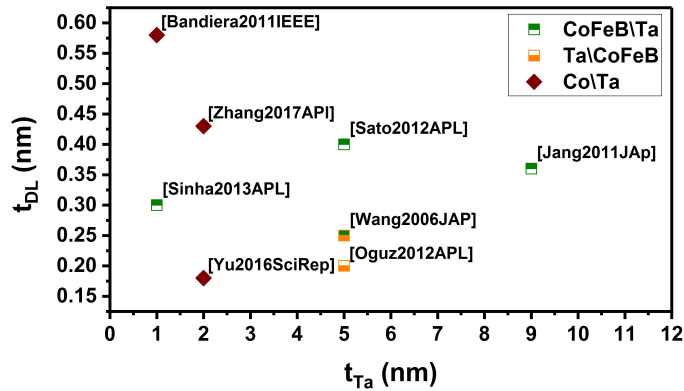 0.60
0.55
0.50
0.45
0.40
0.35
0.30
0.25
0.20
0.15
t_DL (nm)
[Bandiera2011IEEE]
[Zhang2017APl]
[Sato2012APL]
[Jang2011JAp]
[Sinha2013APL]
[Wang2006JAP]
[Oguz2012APL]
[Yu2016SciRep]
CoFeB\Ta
Ta\CoFeB
Co\Ta
0 1 2 3 4 5 6 7 8 9 10 11 12
t_Ta (nm)